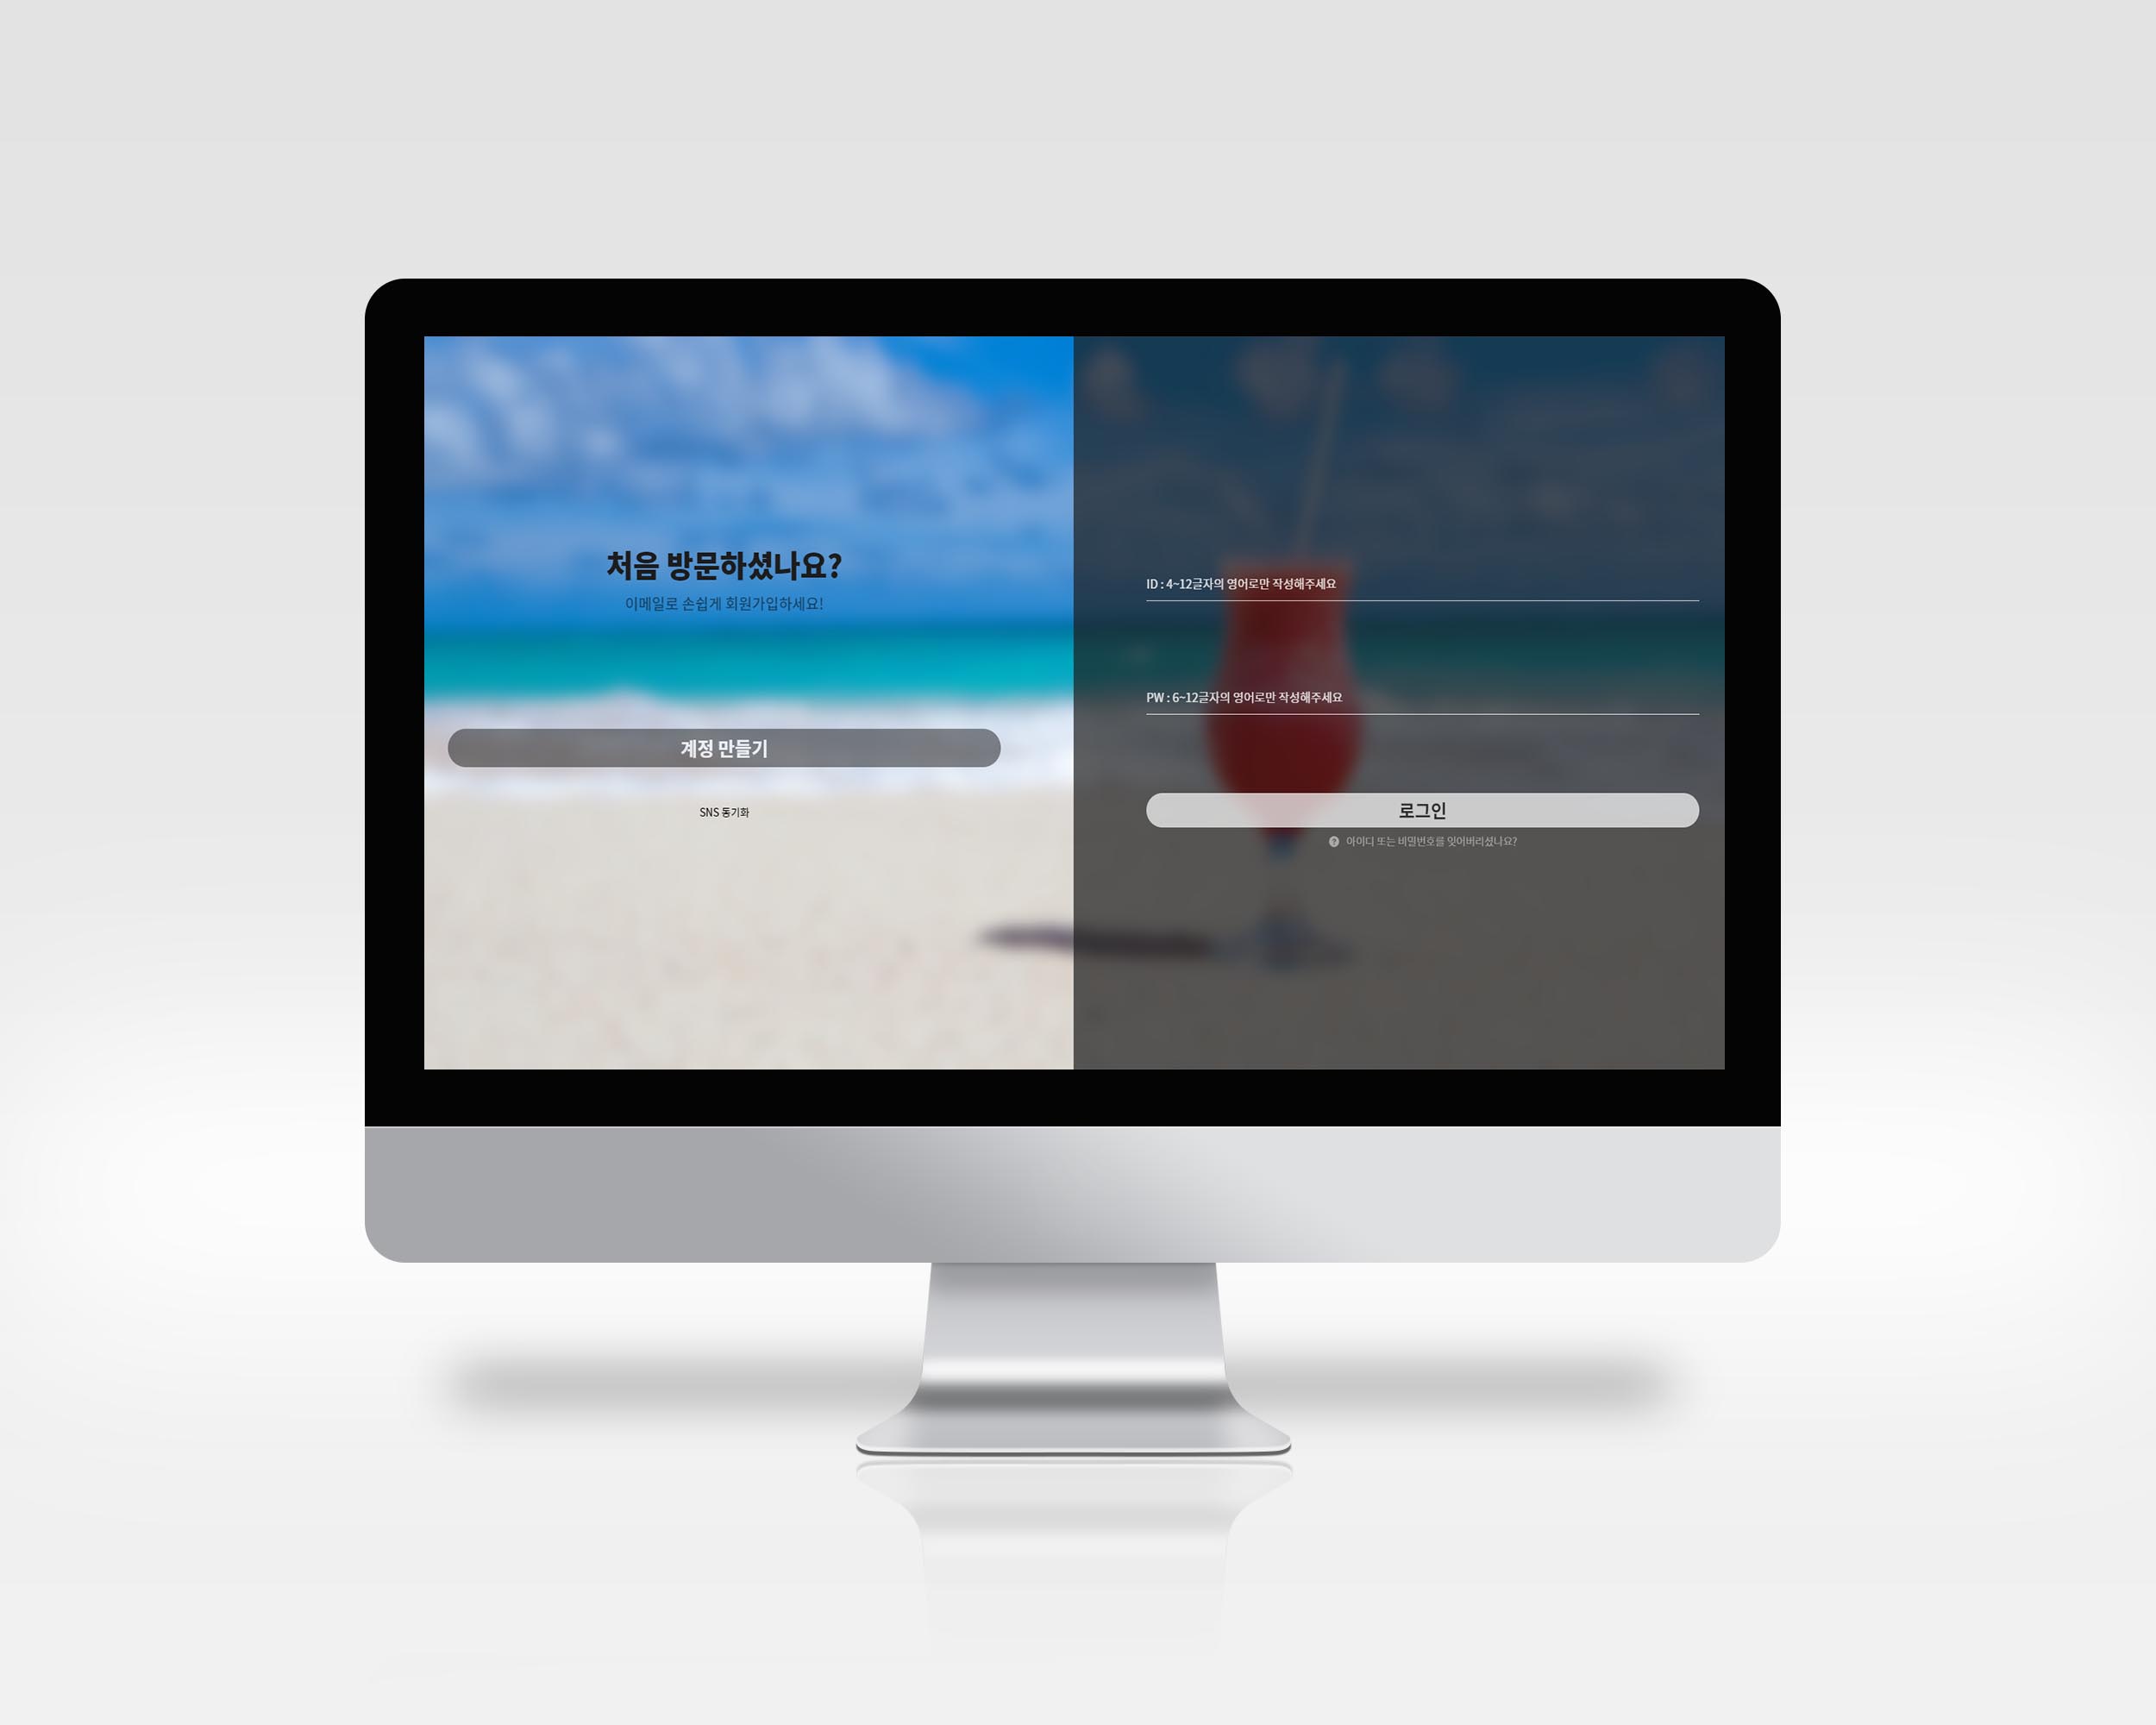 처음 방문하셨나요?
이메일로 손쉽게 회원가입하세요!
계정 만들기
SNS 동기화
ID : 4~12글자의 영어로만 작성해주세요
PW : 6~12글자의 영어로만 작성해주세요
로그인
? 아이디 또는 비밀번호를 잊어버리셨나요?